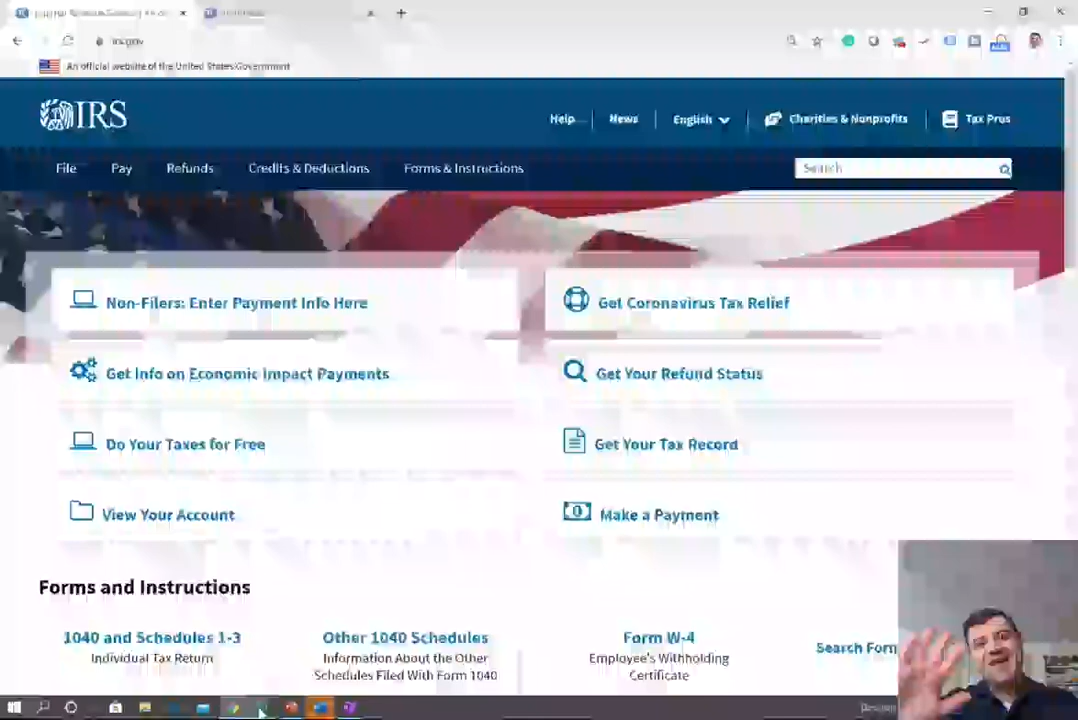 An official website of the United States Government
IRS
Help
News
English
Charities & Nonprofits
Tax Pros
File
Pay
Refunds
Credits & Deductions
Forms & Instructions
Search
Non-Filers: Enter Payment Info Here
Get Coronavirus Tax Relief
Get Info on Economic Impact Payments
Get Your Refund Status
Do Your Taxes for Free
Get Your Tax Record
View Your Account
Make a Payment
Forms and Instructions
1040 and Schedules 1-3
Individual Tax Return
Other 1040 Schedules
Information About the Other
Schedules Filed With Form 1040
Form W-4
Employee's Withholding
Certificate
Search Form